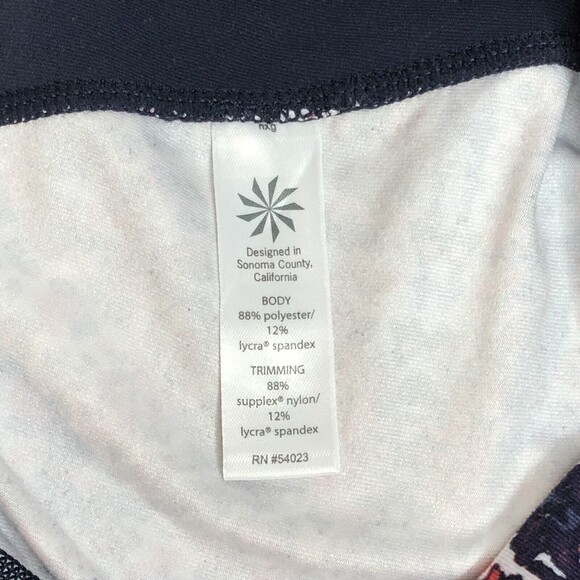 Designed in
Sonoma County,
California
BODY
88% polyester/
12%
lycra® spandex
TRIMMING
88%
supplex® nylon/
12%
lycra® spandex
RN #54023